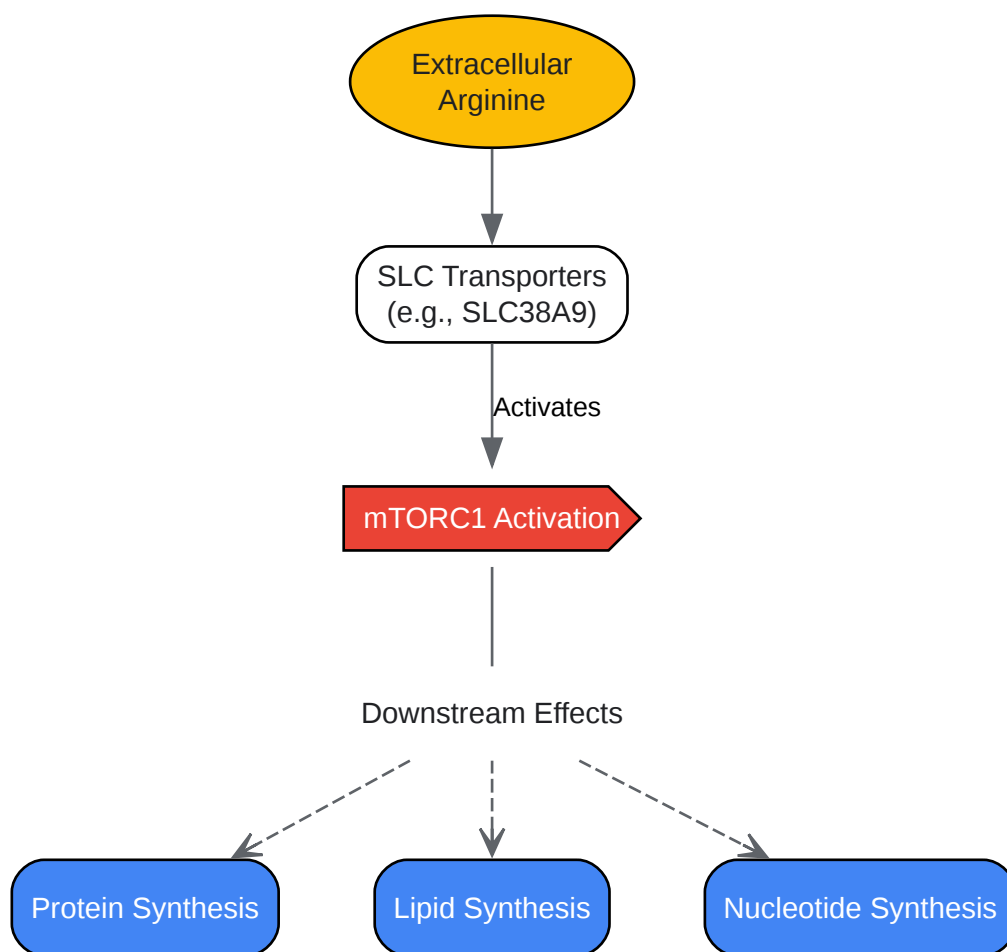 Extracellular
Arginine
SLC Transporters
(e.g., SLC38A9)
Activates
mTORC1 Activation
Downstream Effects
Protein Synthesis
Lipid Synthesis
Nucleotide Synthesis